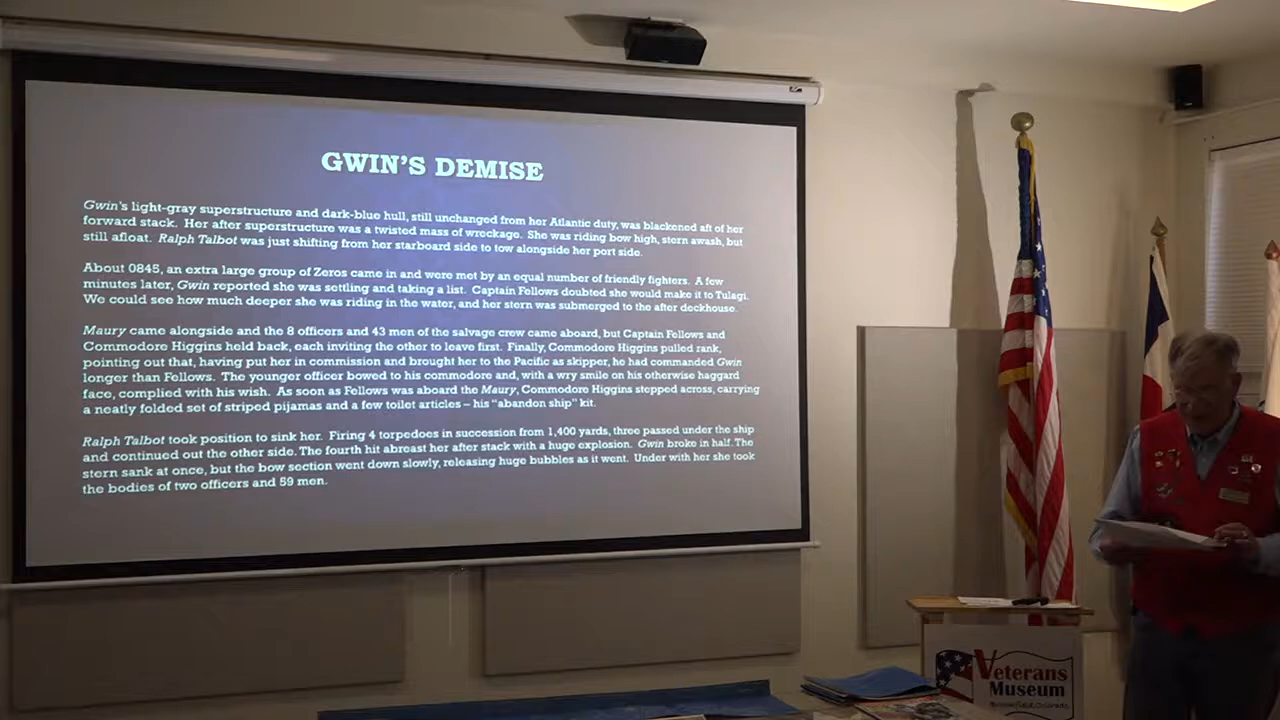 GWIN'S DEMISE
Gwin's light-gray superstructure and dark-blue hull, still unchanged from her Atlantic duty, was blackened aft of her
forward stack. Her after superstructure was a twisted mass of wreckage. She was riding bow high, stern awash, but
still afloat. Ralph Talbot was just shifting from her starboard side to tow alongside her port side.
About 0845, an extra large group of Zeros came in and were met by an equal number of friendly fighters. A few
minutes later, Gwin reported she was settling and taking a list. Captain Fellows doubted she would make it to Tulagi.
We could see how much deeper she was riding in the water, and her stern was submerged to the after deckhouse.
Maury came alongside and the 8 officers and 43 men of the salvage crew came aboard, but Captain Fellows and
Commodore Higgins held back, each inviting the other to leave first. Finally, Commodore Higgins pulled rank,
pointing out that, having put her in commission and brought her to the Pacific as skipper, he had commanded Gwin
longer than Fellows. The younger officer bowed to his commodore and, with a wry smile on his otherwise haggard
face, complied with his wish. As soon as Fellows was aboard the Maury, Commodore Higgins stepped across, carrying
a neatly folded set of striped pajamas and a few toilet articles – his "abandon ship" kit.
Ralph Talbot took position to sink her. Firing 4 torpedoes in succession from 1,400 yards, three passed under the ship
and continued out the other side. The fourth hit abreast her after stack with a huge explosion. Gwin broke in half. The
stern sank at once, but the bow section went down slowly, releasing huge bubbles as it went. Under with her she took
the bodies of two officers and 59 men.
Veterans
Museum
Broomfield, Colorado